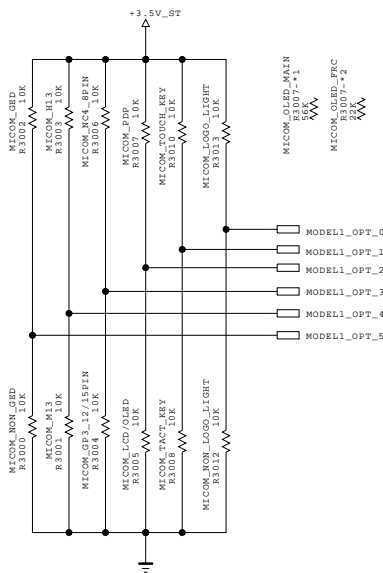 +3.5V_ST
MICOM_GED
R3002 10K
MICOM_H13
R3003 10K
MICOM_NC4_8PIN
R3006 10K
MICOM_PDP
R3007 10K
MICOM_TOUCH_KEY
R3010 10K
MICOM_LOGO_LIGHT
R3013 10K
MICOM_OLED_MAIN
R3007-*1
56K
MICOM_OLED_FRC
R3007-*2
22K
MODEL1_OPT_0
MODEL1_OPT_1
MODEL1_OPT_2
MODEL1_OPT_3
MODEL1_OPT_4
MODEL1_OPT_5
MICOM_NON_GED
R3000 10K
MICOM_M13
R3001 10K
MICOM_GP3_12/15PIN
R3004 10K
MICOM_LCD/OLED
R3005 10K
MICOM_TACT_KEY
R3008 10K
MICOM_NON_LOGO_LIGHT
R3012 10K